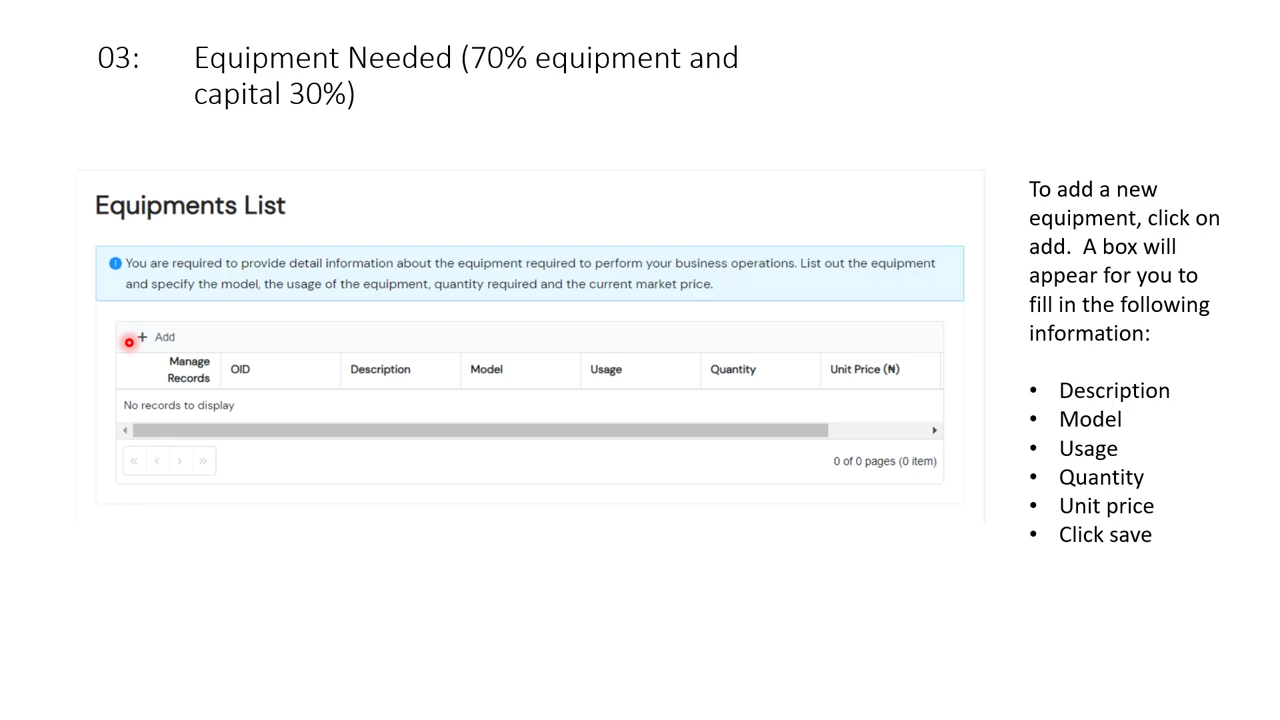 03: Equipment Needed (70% equipment and
capital 30%)
Equipments List
You are required to provide detail information about the equipment required to perform your business operations. List out the equipment
and specify the model, the usage of the equipment, quantity required and the current market price.
+ Add
Manage
Records
OID
Description
Model
Usage
Quantity
Unit Price (₦)
No records to display
0 of 0 pages (0 item)
To add a new
equipment, click on
add. A box will
appear for you to
fill in the following
information:
• Description
• Model
• Usage
• Quantity
• Unit price
• Click save